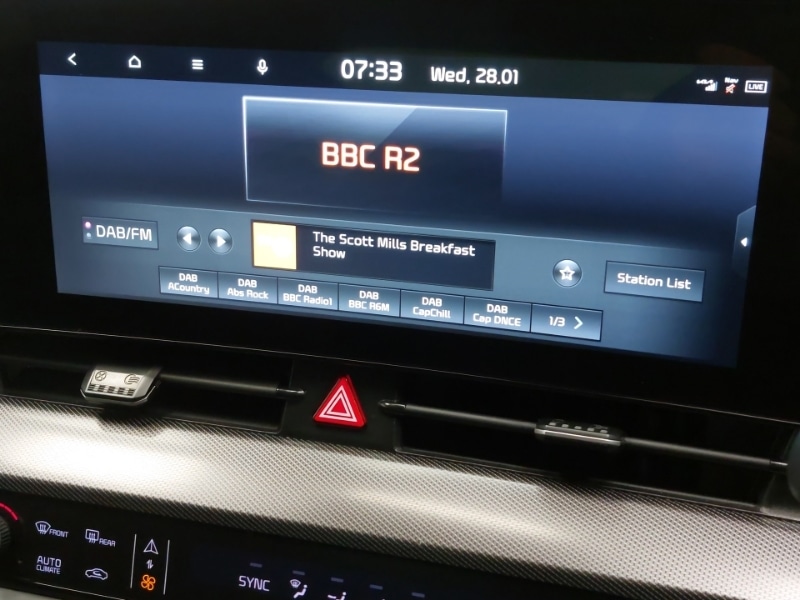 07:33 Wed, 28.01
LIVE
BBC R2
DAB/FM
The Scott Mills Breakfast
Show
Station List
DAB
ACountry
DAB
Abs Rock
DAB
BBC Radio1
DAB
BBC R6M
DAB
CapChill
DAB
Cap DNCE
1/3
FRONT
REAR
AUTO
CLIMATE
SYNC